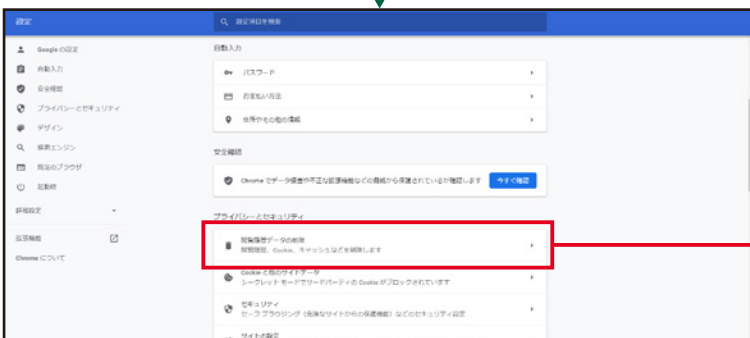 設定
設定項目を検索
Google の設定
自動入力
安全確認
プライバシーとセキュリティ
デザイン
検索エンジン
既定のブラウザ
起動時
詳細設定
拡張機能
Chrome について
自動入力
パスワード
お支払い方法
住所やその他の情報
安全確認
Chrome でデータ侵害や不正な拡張機能などの脅威から保護されているか確認します
今すぐ確認
プライバシーとセキュリティ
閲覧履歴データの削除
閲覧履歴、Cookie、キャッシュなどを削除します
Cookie と他のサイトデータ
シークレット モードでサードパーティの Cookie がブロックされています
セキュリティ
セーフ ブラウジング（危険なサイトからの保護機能）などのセキュリティ設定
サイトの設定